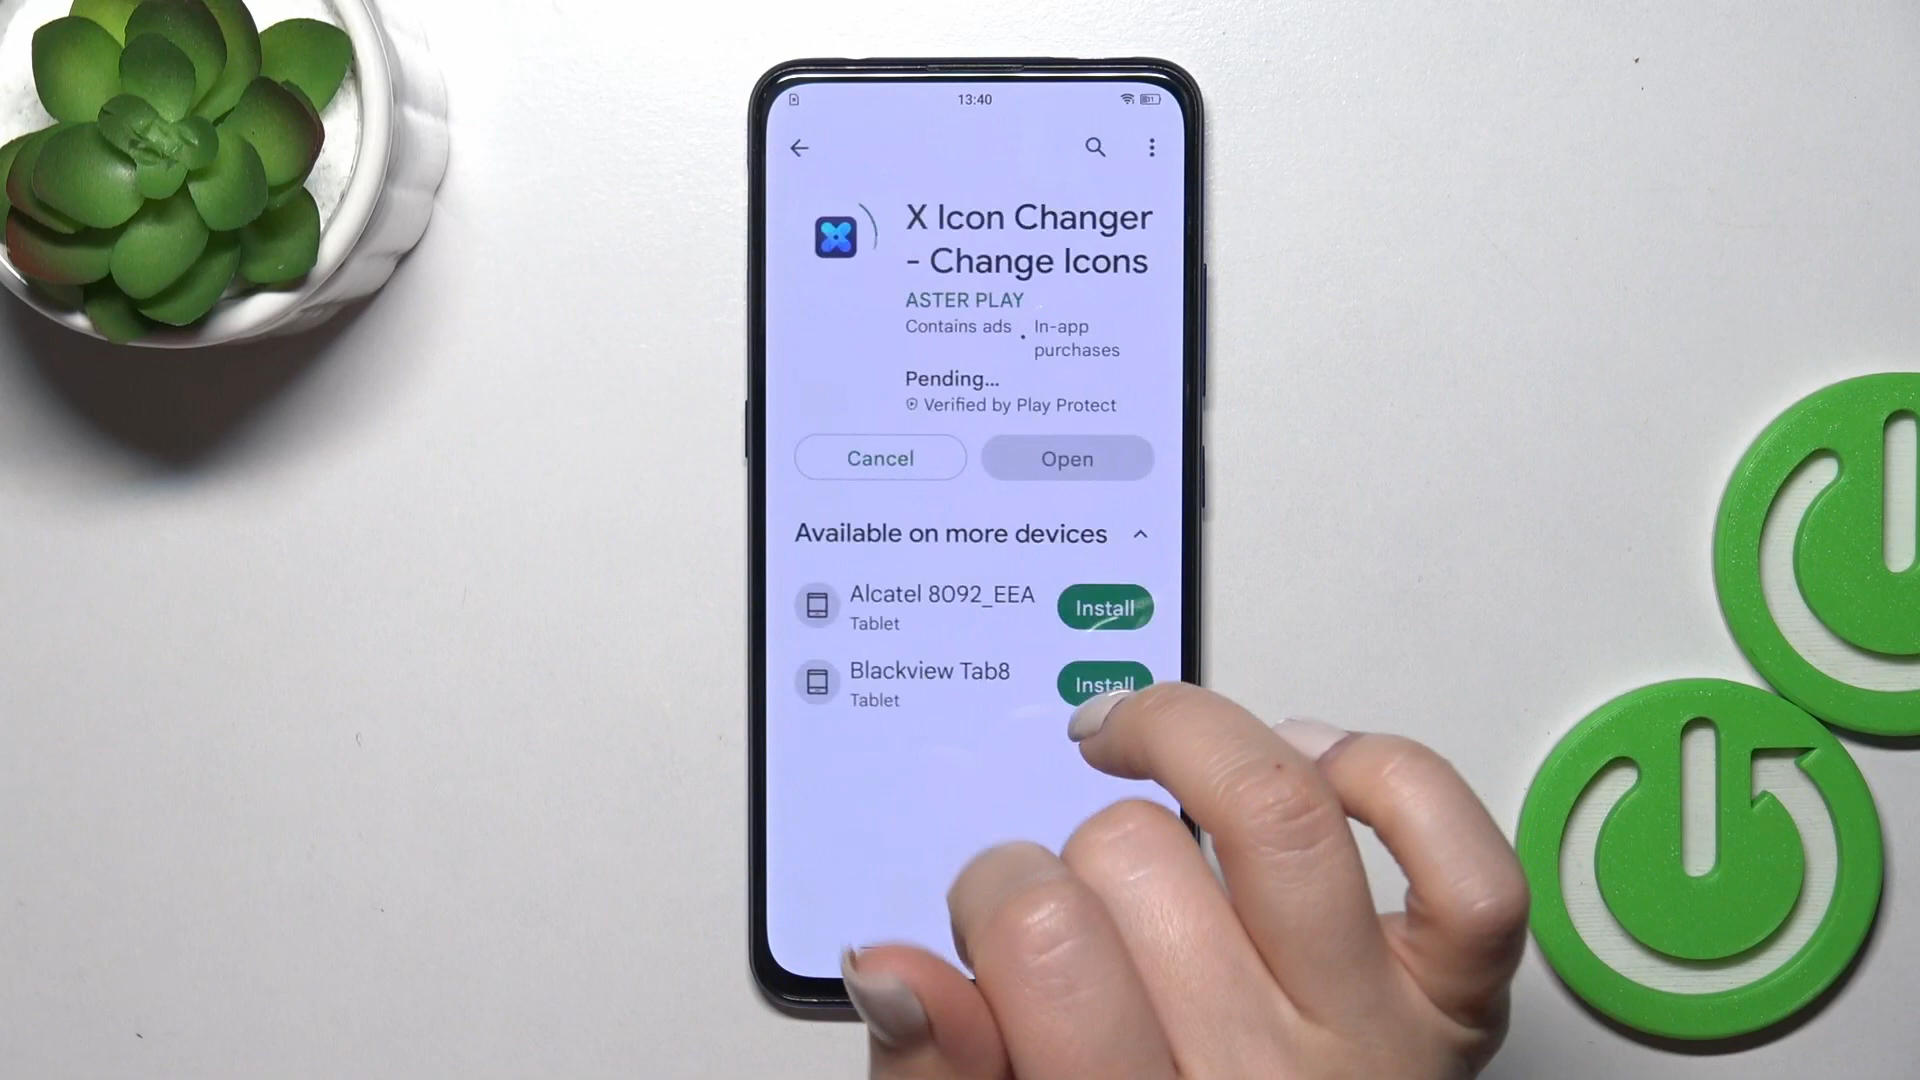 13:40
31
X Icon Changer
- Change Icons
ASTER PLAY
Contains ads • In-app
purchases
Pending...
Verified by Play Protect
Cancel
Open
Available on more devices
Alcatel 8092_EEA
Tablet
Install
Blackview Tab8
Tablet
Install